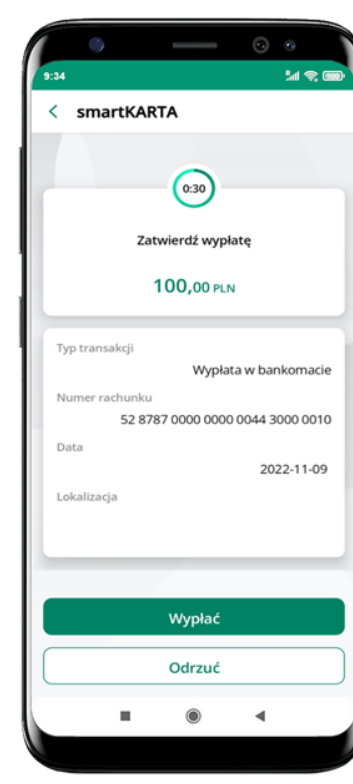 9:34
smartKARTA
0:30
Zatwierdź wypłatę
100,00 PLN
Typ transakcji
Wypłata w bankomacie
Numer rachunku
52 8787 0000 0000 0044 3000 0010
Data
2022-11-09
Lokalizacja
Wypłać
Odrzuć